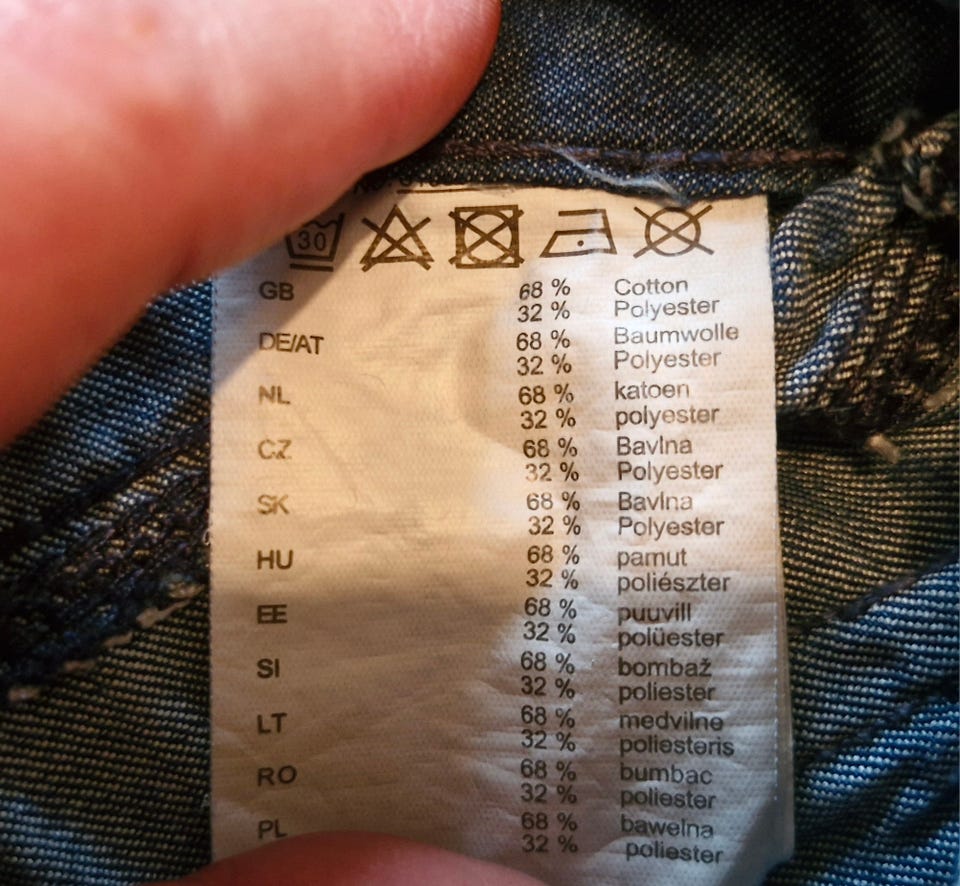 30
GB 68 % Cotton
32 % Polyester
DE/AT 68 % Baumwolle
32 % Polyester
NL 68 % katoen
32 % polyester
CZ 68 % Bavlna
32 % Polyester
SK 68 % Bavlna
32 % Polyester
HU 68 % pamut
32 % poliészter
EE 68 % puuvill
32 % polüester
SI 68 % bombaž
32 % poliester
LT 68 % medvilne
32 % poliesteris
RO 68 % bumbac
32 % poliester
PL 68 % bawelna
32 % poliester